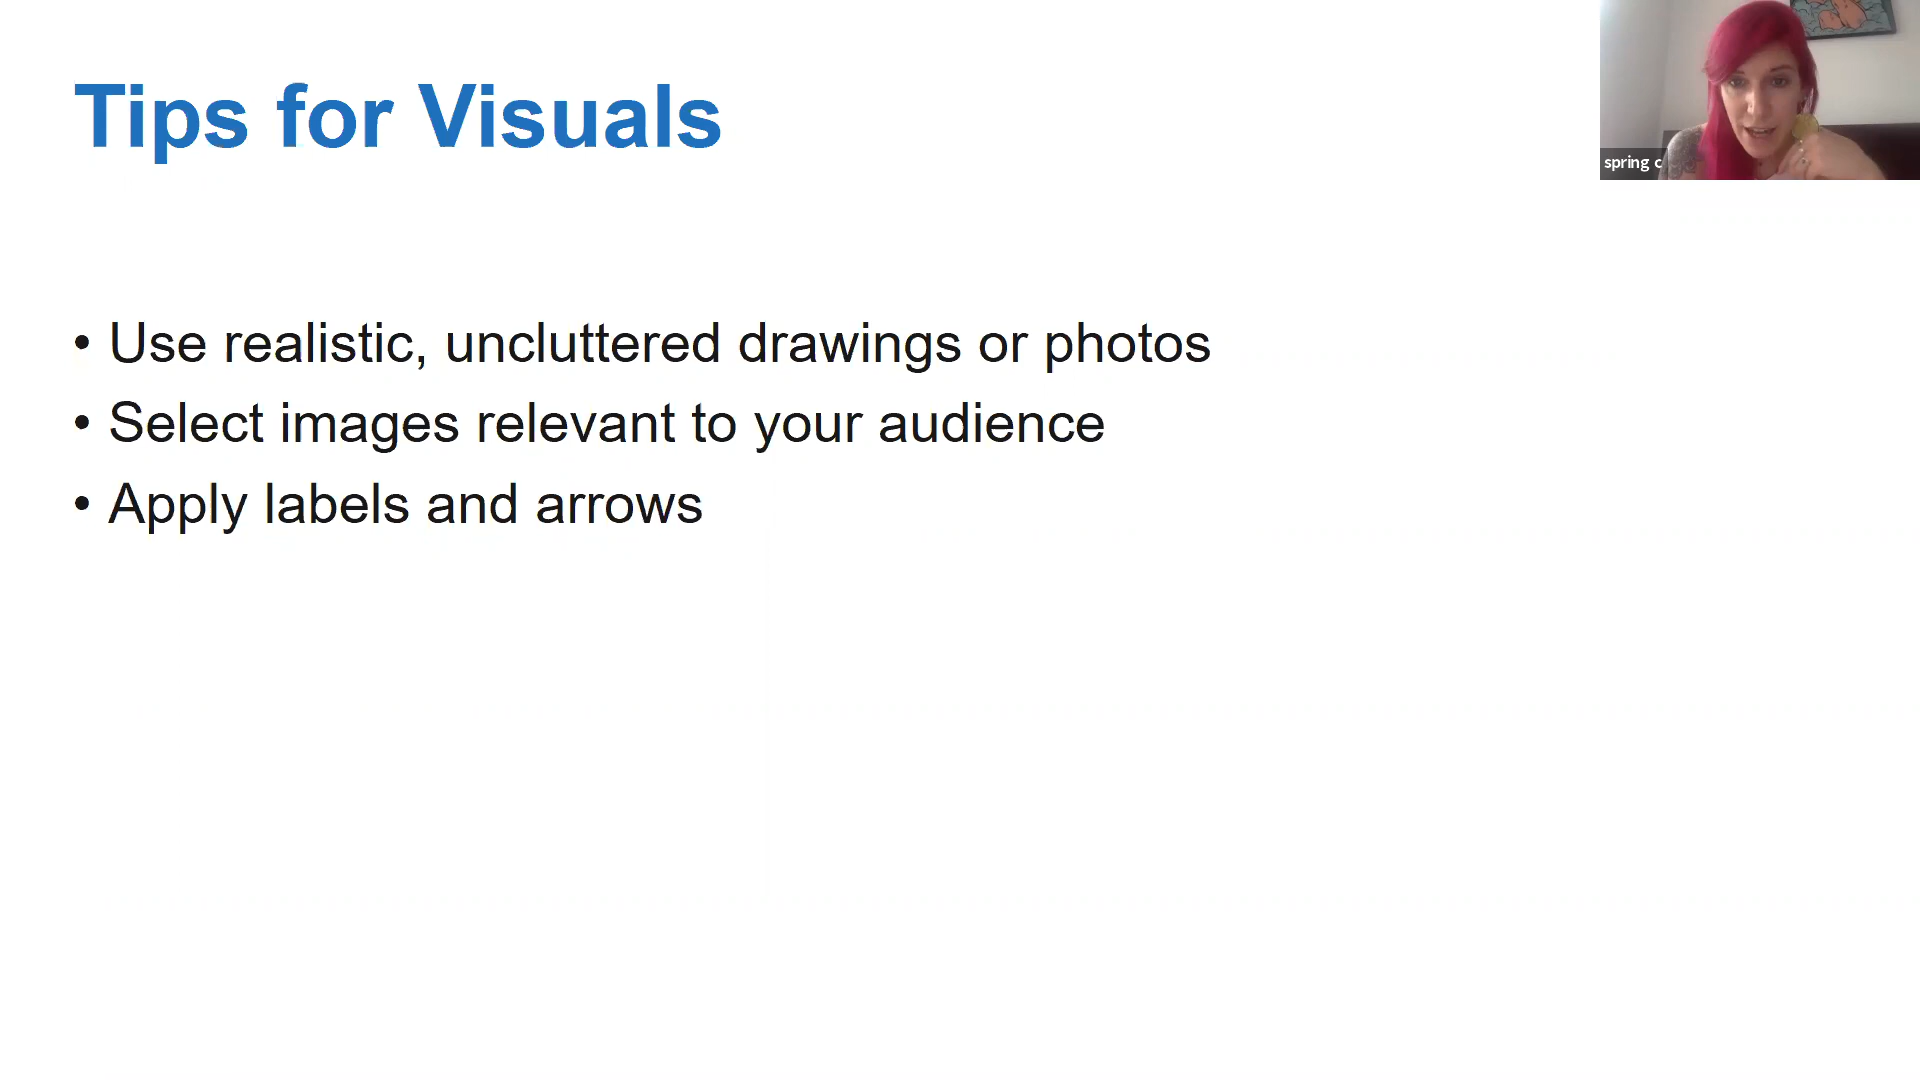 Tips for Visuals
spring c
• Use realistic, uncluttered drawings or photos
• Select images relevant to your audience
• Apply labels and arrows